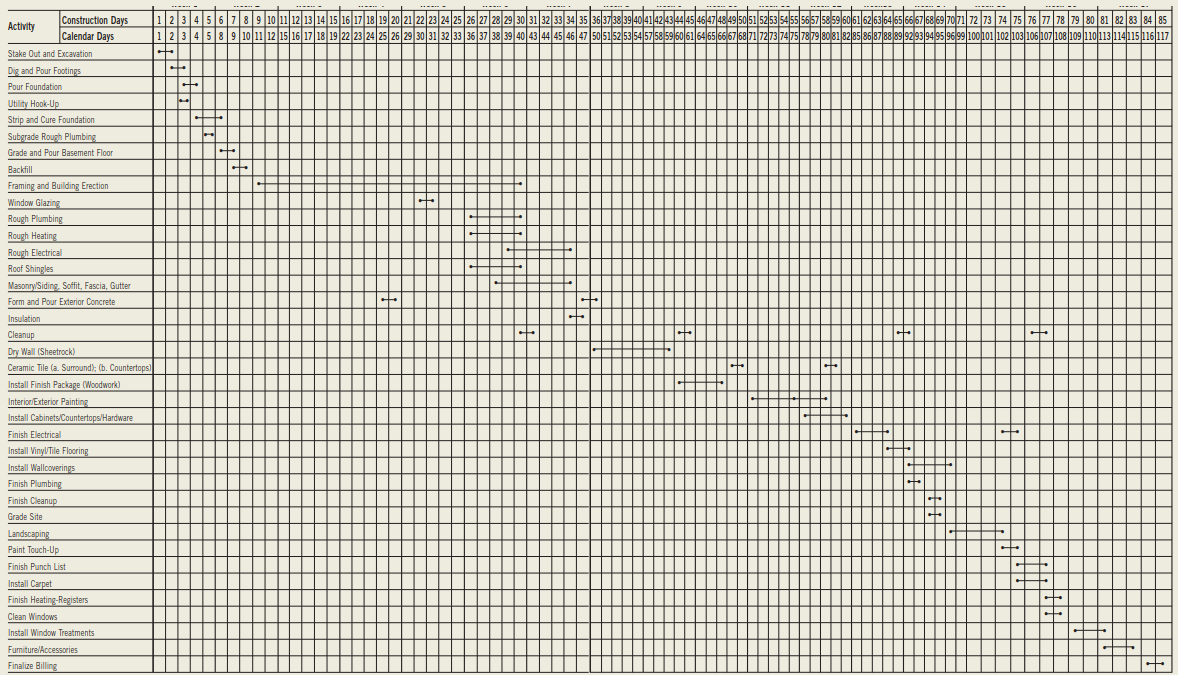 Activity
Construction Days 1 2 3 4 5 6 7 8 9 10 11 12 13 14 15 16 17 18 19 20 21 22 23 24 25 26 27 28 29 30 31 32 33 34 35 36 37 38 39 40 41 42 43 44 45 46 47 48 49 50 51 52 53 54 55 56 57 58 59 60 61 62 63 64 65 66 67 68 69 70 71 72 73 74 75 76 77 78 79 80 81 82 83 84 85
Calendar Days 1 2 3 4 5 8 9 10 11 12 15 16 17 18 19 22 23 24 25 26 29 30 31 32 33 36 37 38 39 40 43 44 45 46 47 50 51 52 53 54 57 58 59 60 61 64 65 66 67 68 71 72 73 74 75 78 79 80 81 82 85 86 87 88 89 92 93 94 95 96 99 100 101 102 103 106 107 108 109 110 113 114 115 116 117
Stake Out and Excavation
Dig and Pour Footings
Pour Foundation
Utility Hook-Up
Strip and Cure Foundation
Subgrade Rough Plumbing
Grade and Pour Basement Floor
Backfill
Framing and Building Erection
Window Glazing
Rough Plumbing
Rough Heating
Rough Electrical
Roof Shingles
Masonry/Siding, Soffit, Fascia, Gutter
Form and Pour Exterior Concrete
Insulation
Cleanup
Dry Wall (Sheetrock)
Ceramic Tile (a. Surround); (b. Countertops)
Install Finish Package (Woodwork)
Interior/Exterior Painting
Install Cabinets/Countertops/Hardware
Finish Electrical
Install Vinyl/Tile Flooring
Install Wallcoverings
Finish Plumbing
Finish Cleanup
Grade Site
Landscaping
Paint Touch-Up
Finish Punch List
Install Carpet
Finish Heating-Registers
Clean Windows
Install Window Treatments
Furniture/Accessories
Finalize Billing